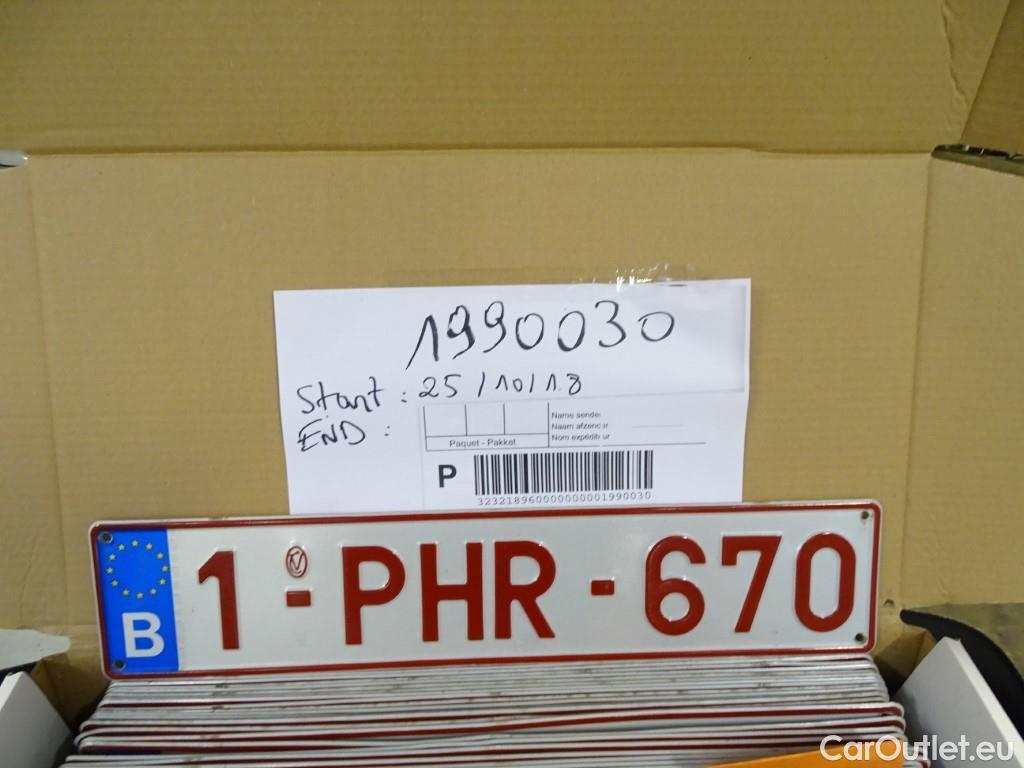 1990030
Start : 25/10/18
END :
Name sender
Naam afzender
Nom expéditeur
Paquet - Pakket
P
323218960000000001990030
B 1-PHR-670
CarOutlet.eu